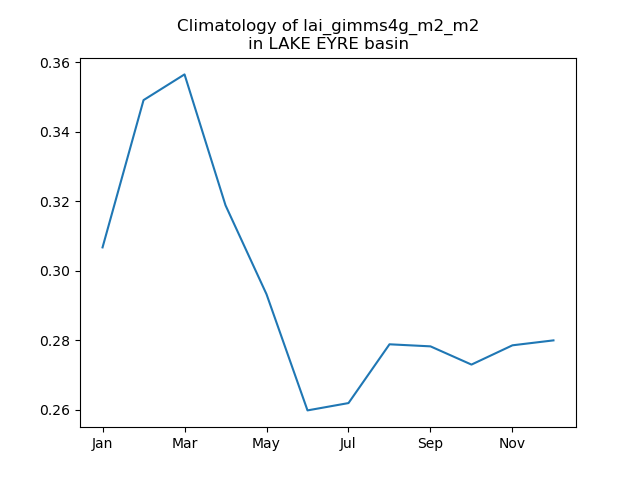 Climatology of lai_gimms4g_m2_m2
in LAKE EYRE basin
0.36
0.34
0.32
0.30
0.28
0.26
Jan Mar May Jul Sep Nov